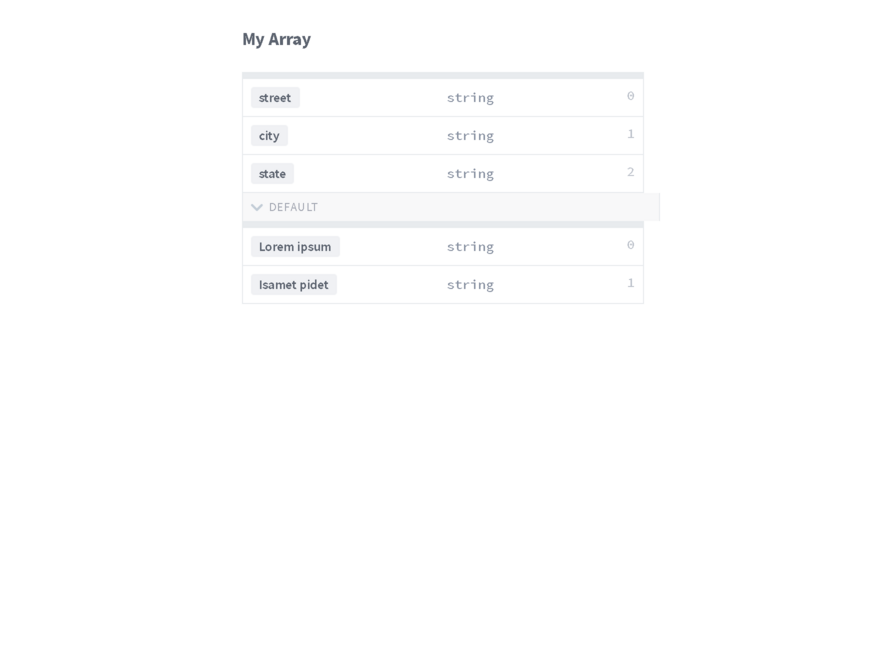 My Array
street string 0
city string 1
state string 2
DEFAULT
Lorem ipsum string 0
Isamet pidet string 1